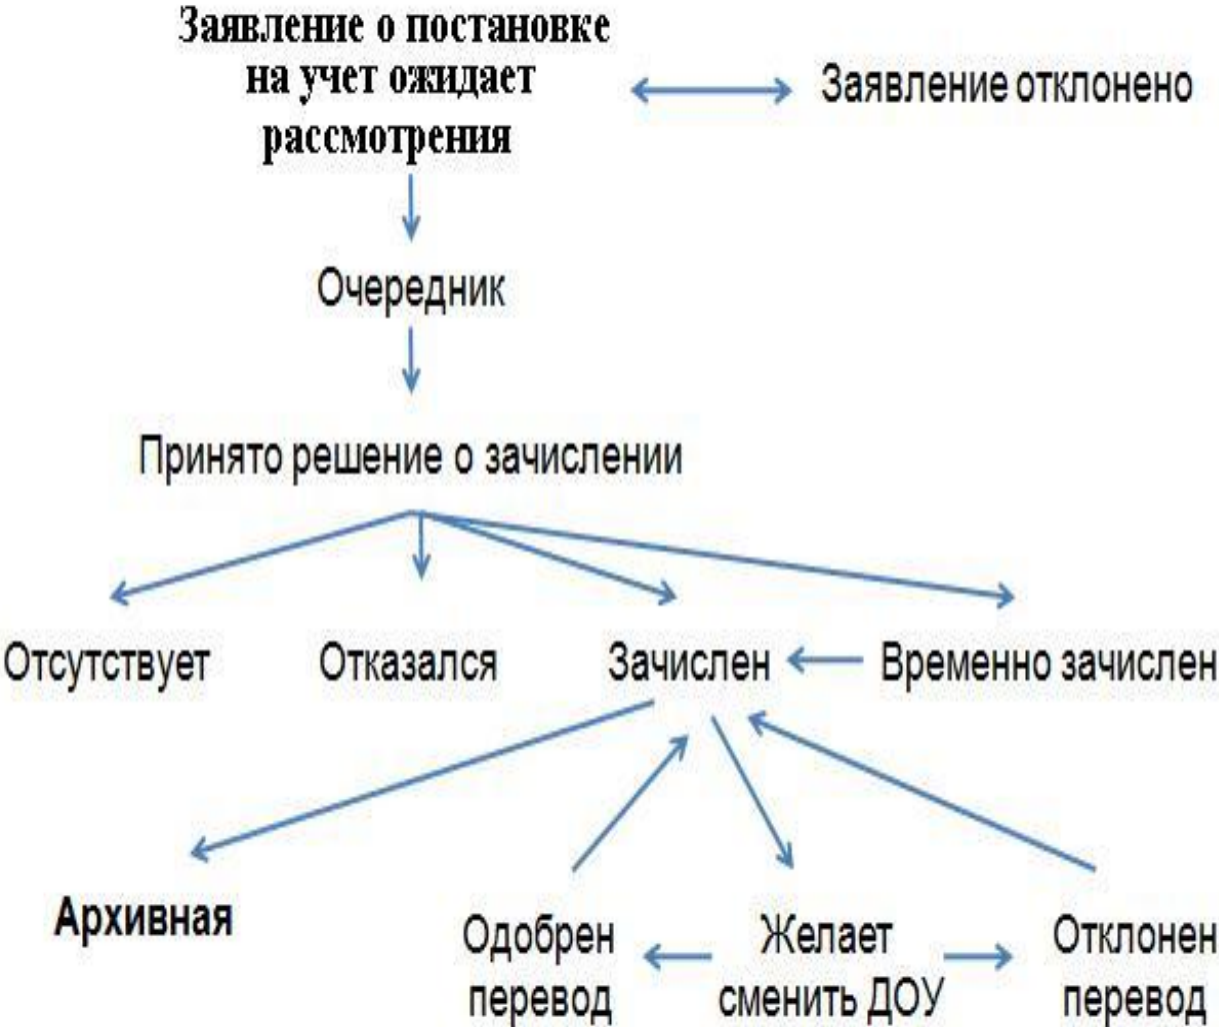 Заявление о постановке
на учет ожидает
рассмотрения
Заявление отклонено
Очередник
Принято решение о зачислении
Отсутствует
Отказался
Зачислен
Временно зачислен
Архивная
Одобрен
перевод
Желает
сменить ДОУ
Отклонен
перевод